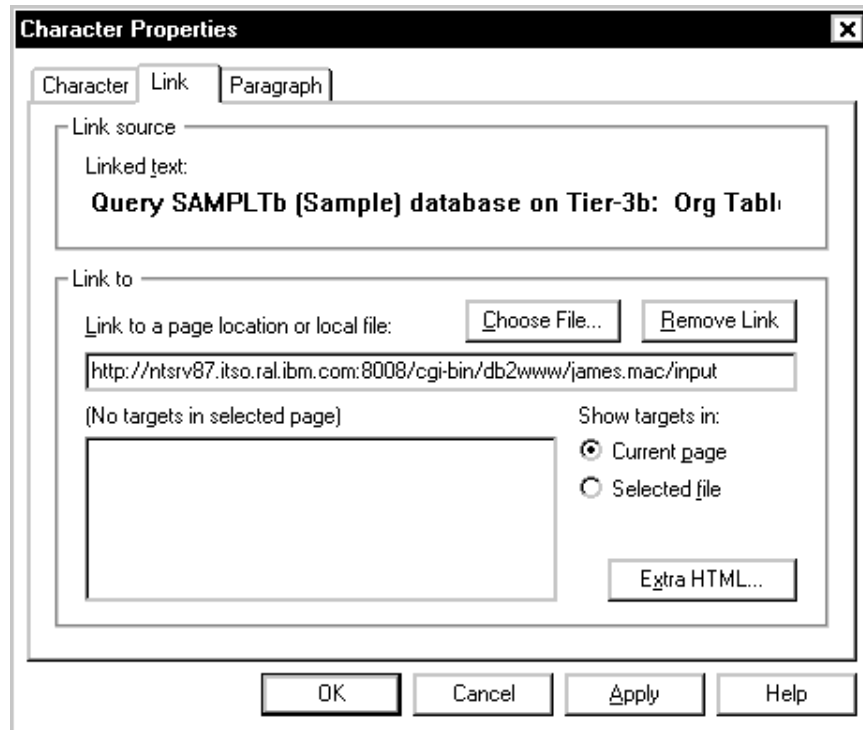 Character Properties
Character Link Paragraph
Link source
Linked text:
Query SAMPLTb (Sample) database on Tier-3b: Org Tabl
Link to
Link to a page location or local file: Choose File... Remove Link
http://ntsrv87.itso.ral.ibm.com:8008/cgi-bin/db2www/james.mac/input
(No targets in selected page) Show targets in:
Current page
Selected file
Extra HTML...
OK Cancel Apply Help